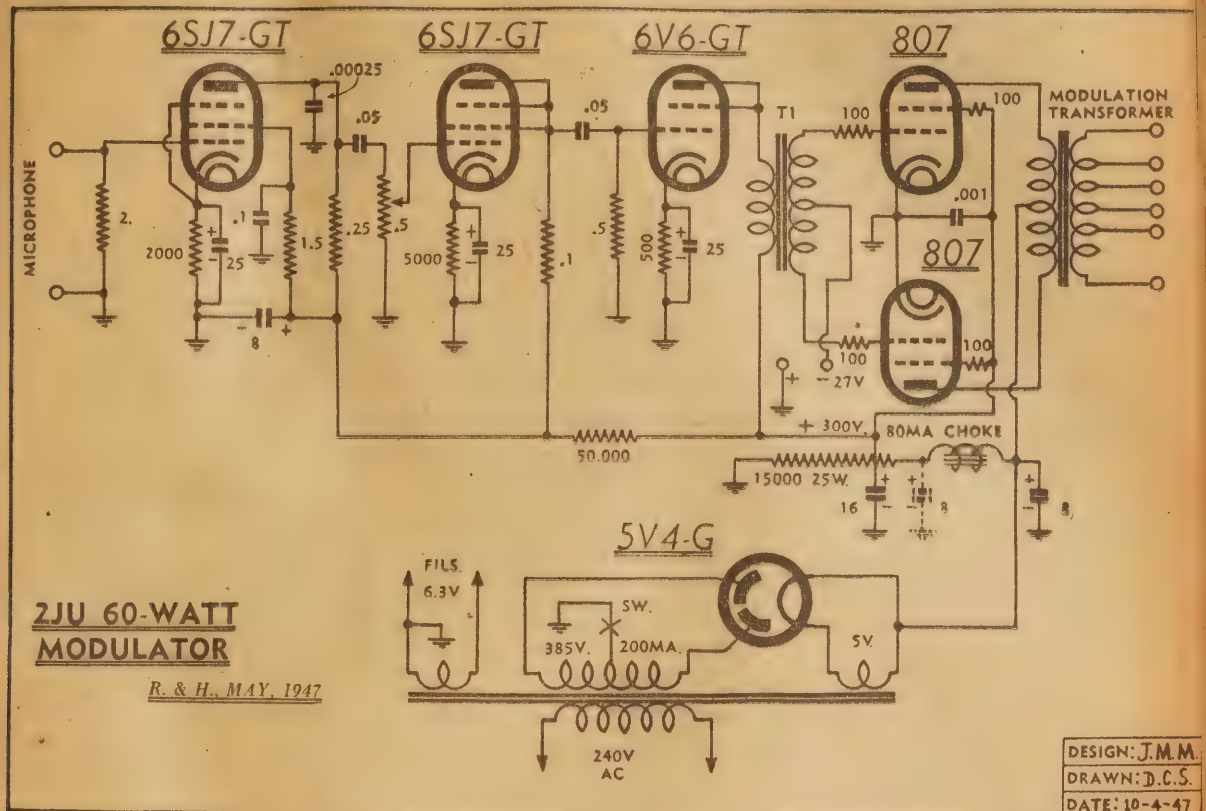 6SJ7-GT
6SJ7-GT
6V6-GT
807
.00025
.05
.05
T1
100
100
MODULATION
TRANSFORMER
MICROPHONE
2.
2000
+
-
25
.1
1.5
.25
.5
5000
+
-
25
.1
.5
500
+
-
25
.001
807
- 8 +
100
100
+
- 27V
+ 300V.
50.000
80MA CHOKE
15000 25W.
16
+
-
+
-
8
+
-
8
5V4-G
FILS.
6.3V
SW.
385V.
200MA.
5V.
240V
AC
2JU 60-WATT
MODULATOR
R. & H., MAY, 1947
DESIGN: J.M.M.
DRAWN: D.C.S.
DATE: 10-4-47